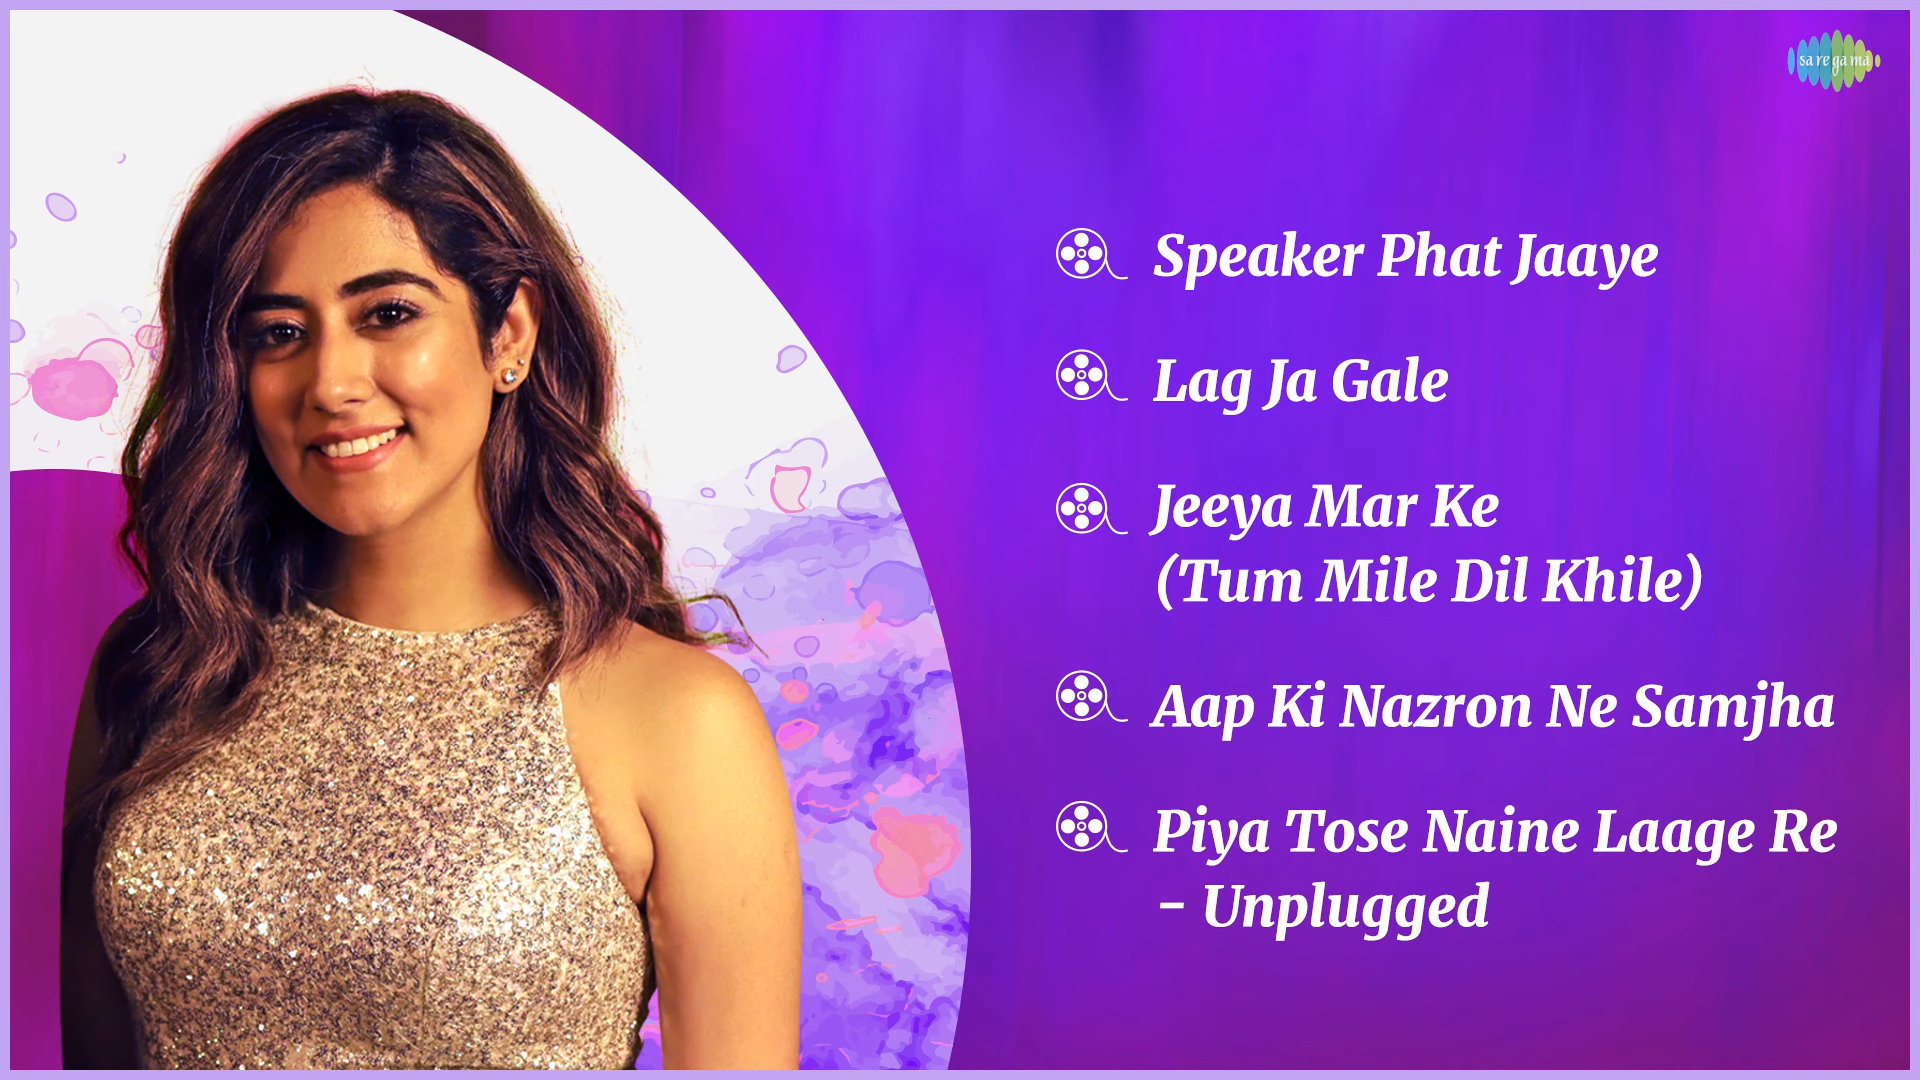 sa re ga ma
Speaker Phat Jaaye
Lag Ja Gale
Jeeya Mar Ke
(Tum Mile Dil Khile)
Aap Ki Nazron Ne Samjha
Piya Tose Naine Laage Re
- Unplugged